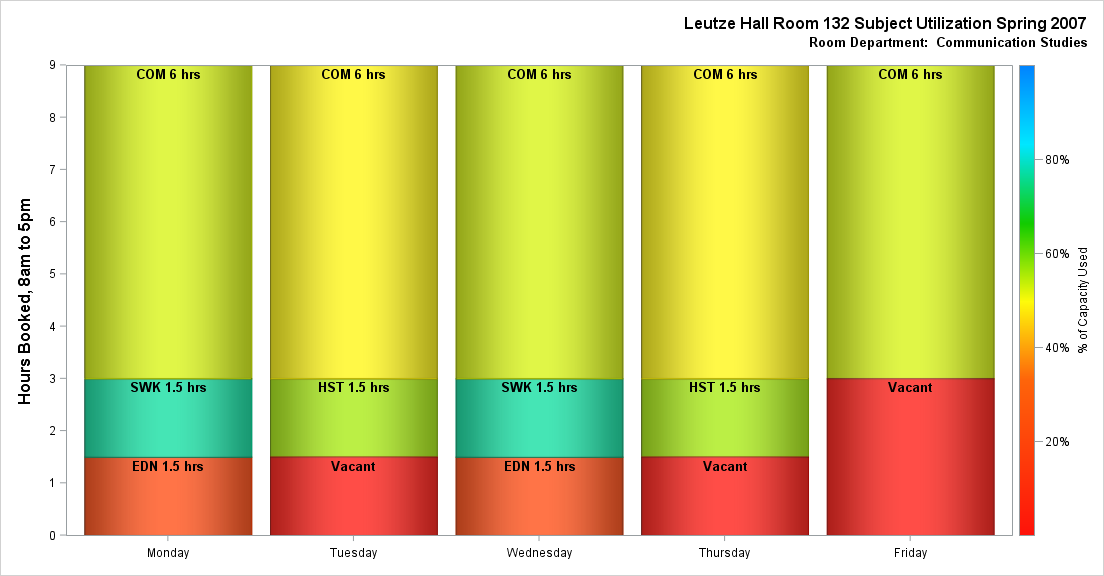 Leutze Hall Room 132 Subject Utilization Spring 2007
Room Department:  Communication Studies
Hours Booked, 8am to 5pm
9
8
7
6
5
4
3
2
1
0
COM 6 hrs
SWK 1.5 hrs
EDN 1.5 hrs
COM 6 hrs
HST 1.5 hrs
Vacant
COM 6 hrs
SWK 1.5 hrs
EDN 1.5 hrs
COM 6 hrs
HST 1.5 hrs
Vacant
COM 6 hrs
Vacant
Monday
Tuesday
Wednesday
Thursday
Friday
80%
60%
40%
20%
% of Capacity Used